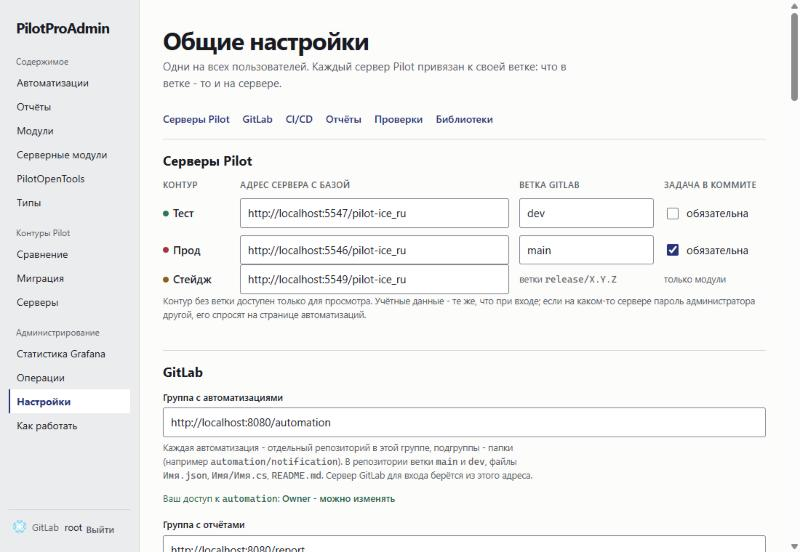 PilotProAdmin
Содержимое
Автоматизации
Отчёты
Модули
Серверные модули
PilotOpenTools
Типы
Контуры Pilot
Сравнение
Миграция
Серверы
Администрирование
Статистика Grafana
Операции
Настройки
Как работать
GitLab root Выйти
Общие настройки
Одни на всех пользователей. Каждый сервер Pilot привязан к своей ветке: что в
ветке - то и на сервере.
Серверы Pilot GitLab CI/CD Отчёты Проверки Библиотеки
Серверы Pilot
КОНТУР АДРЕС СЕРВЕРА С БАЗОЙ ВЕТКА GITLAB ЗАДАЧА В КОММИТЕ
Тест http://localhost:5547/pilot-ice_ru dev обязательна
Прод http://localhost:5546/pilot-ice_ru main обязательна
Стейдж http://localhost:5549/pilot-ice_ru ветки release/X.Y.Z только модули
Контур без ветки доступен только для просмотра. Учётные данные - те же, что при входе; если на каком-то сервере пароль администратора
другой, его спросят на странице автоматизаций.
GitLab
Группа с автоматизациями
http://localhost:8080/automation
Каждая автоматизация - отдельный репозиторий в этой группе, подгруппы - папки
(например automation/notification). В репозитории ветки main и dev, файлы
Имя.json, Имя/Имя.cs, README.md. Сервер GitLab для входа берётся из этого адреса.
Ваш доступ к automation: Owner - можно изменять
Группа с отчётами
http://localhost:8080/report